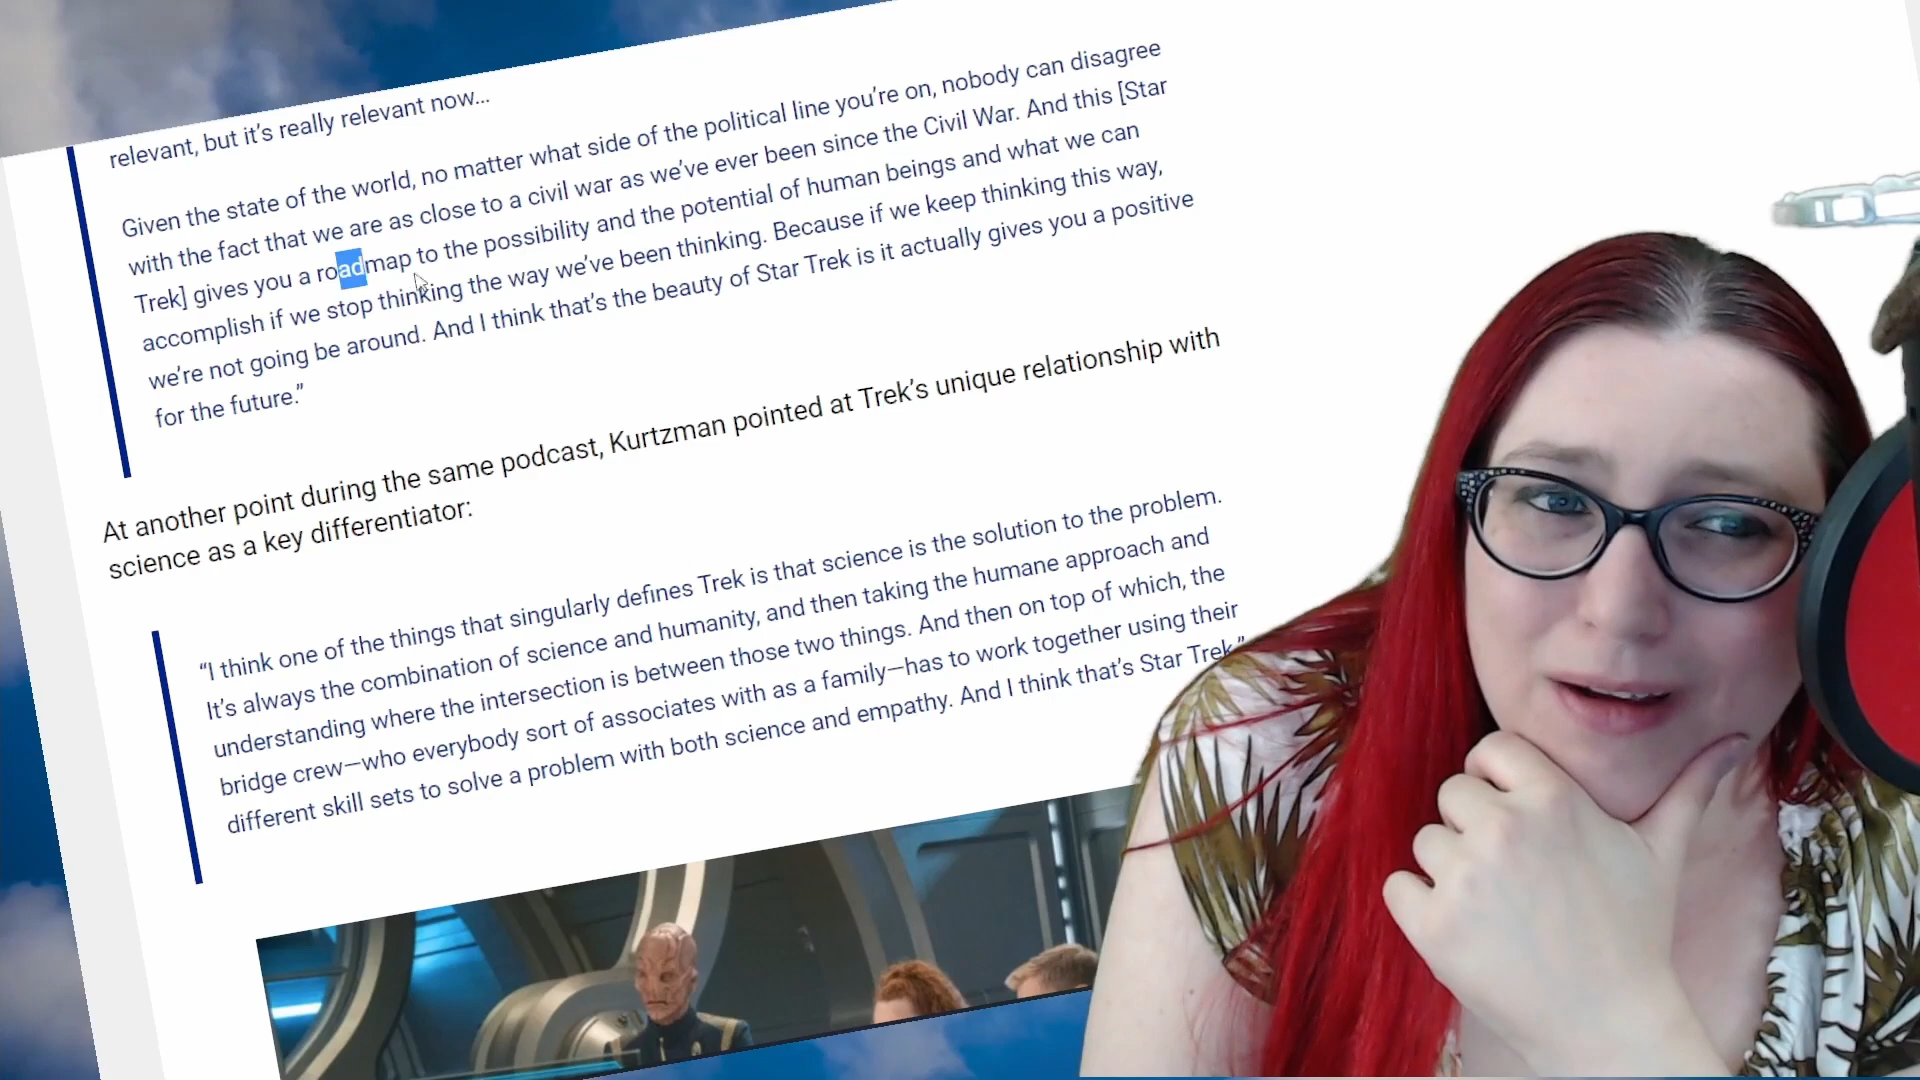 relevant, but it's really relevant now...
Given the state of the world, no matter what side of the political line you're on, nobody can disagree
with the fact that we are as close to a civil war as we've ever been since the Civil War. And this [Star
Trek] gives you a roadmap to the possibility and the potential of human beings and what we can
accomplish if we stop thinking the way we've been thinking. Because if we keep thinking this way,
we're not going be around. And I think that's the beauty of Star Trek is it actually gives you a positive
for the future.”
At another point during the same podcast, Kurtzman pointed at Trek's unique relationship with
science as a key differentiator:
“I think one of the things that singularly defines Trek is that science is the solution to the problem.
It's always the combination of science and humanity, and then taking the humane approach and
understanding where the intersection is between those two things. And then on top of which, the
bridge crew—who everybody sort of associates with as a family—has to work together using their
different skill sets to solve a problem with both science and empathy. And I think that's Star Trek.”